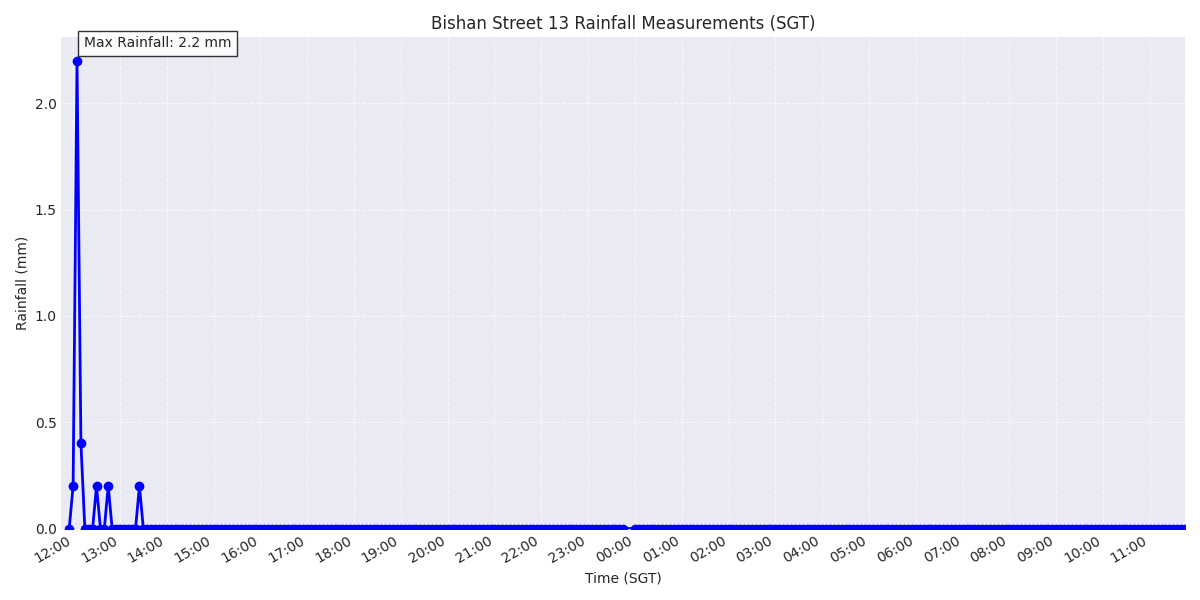 Bishan Street 13 Rainfall Measurements (SGT)
Max Rainfall: 2.2 mm
2.0
1.5
1.0
0.5
0.0
Rainfall (mm)
12:00 13:00 14:00 15:00 16:00 17:00 18:00 19:00 20:00 21:00 22:00 23:00 00:00 01:00 02:00 03:00 04:00 05:00 06:00 07:00 08:00 09:00 10:00 11:00
Time (SGT)